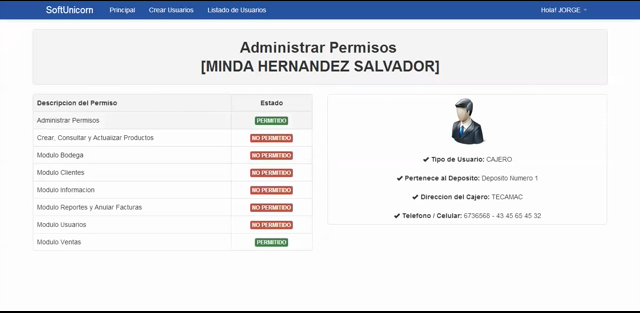 SoftUnicorn Principal Crear Usuarios Listado de Usuarios Hola! JORGE
Administrar Permisos
[MINDA HERNANDEZ SALVADOR]
Descripcion del Permiso Estado
Administrar Permisos PERMITIDO
Crear, Consultar y Actualizar Productos NO PERMITIDO
Modulo Bodega NO PERMITIDO
Modulo Clientes NO PERMITIDO
Modulo Informacion NO PERMITIDO
Modulo Reportes y Anular Facturas NO PERMITIDO
Modulo Usuarios NO PERMITIDO
Modulo Ventas PERMITIDO
Tipo de Usuario: CAJERO
Pertenece al Deposito: Deposito Numero 1
Direccion del Cajero: TECAMAC
Telefono / Celular: 6736568 - 43 45 65 45 32